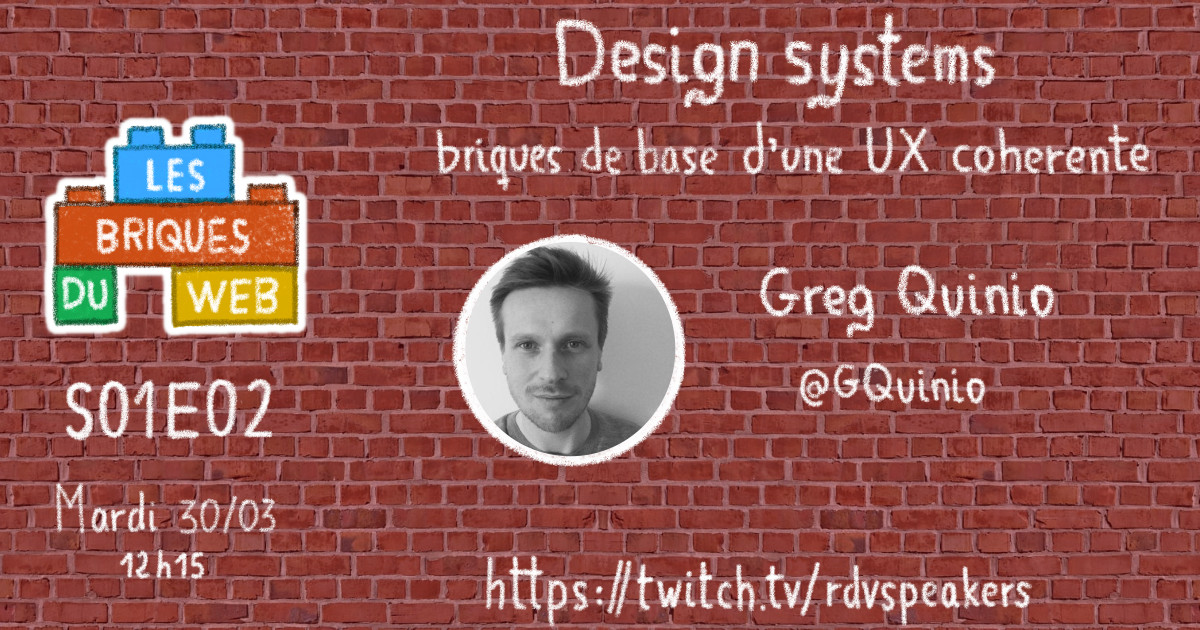 Design systems
briques de base d'une UX coherente
LES
BRIQUES
DU WEB
S01E02
Mardi 30/03
12h15
Greg Quinio
@GQuinio
https://twitch.tv/rdvspeakers